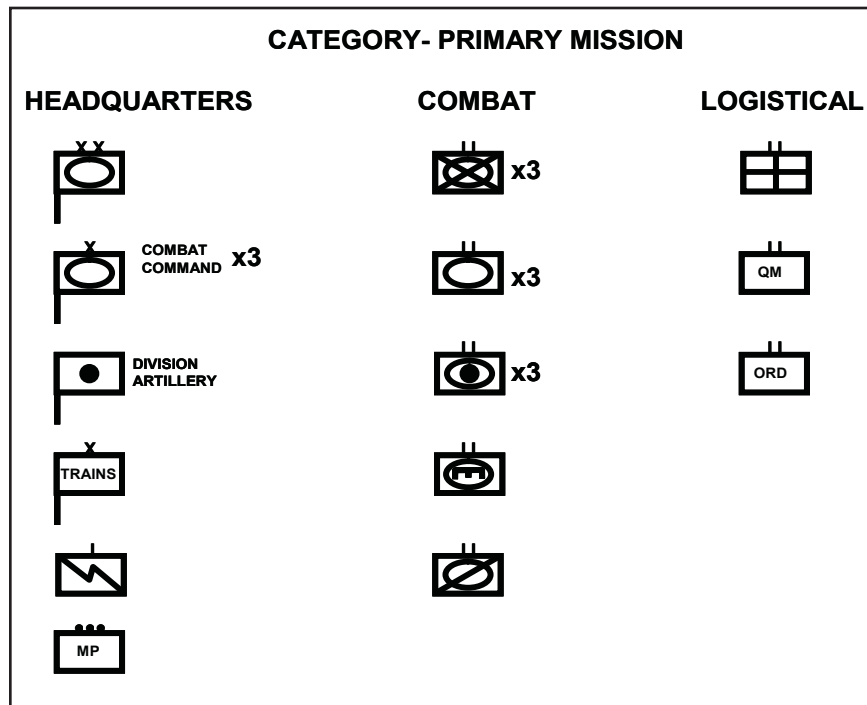 CATEGORY- PRIMARY MISSION
HEADQUARTERS
COMBAT
LOGISTICAL
X X
I I
x3
I I
X
COMBAT
COMMAND
x3
I I
x3
I I
QM
DIVISION
ARTILLERY
I I
x3
I I
ORD
X
TRAINS
I I
I
I I
MP